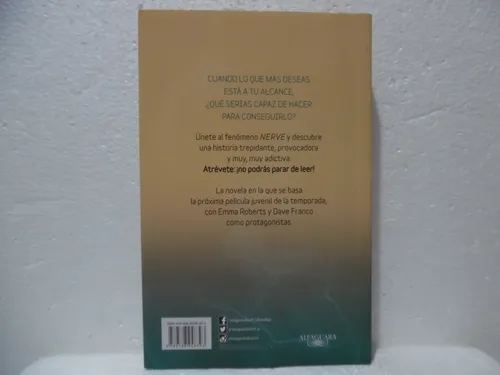 CUANDO LO QUE MÁS DESEAS
ESTÁ A TU ALCANCE,
¿QUÉ SERÍAS CAPAZ DE HACER
PARA CONSEGUIRLO?
Únete al fenómeno NERVE y descubre
una historia trepidante, provocadora
y muy, muy adictiva.
Atrévete: ¡no podrás parar de leer!
La novela en la que se basa
la próxima película juvenil de la temporada,
con Emma Roberts y Dave Franco
como protagonistas.
ALFAGUARA